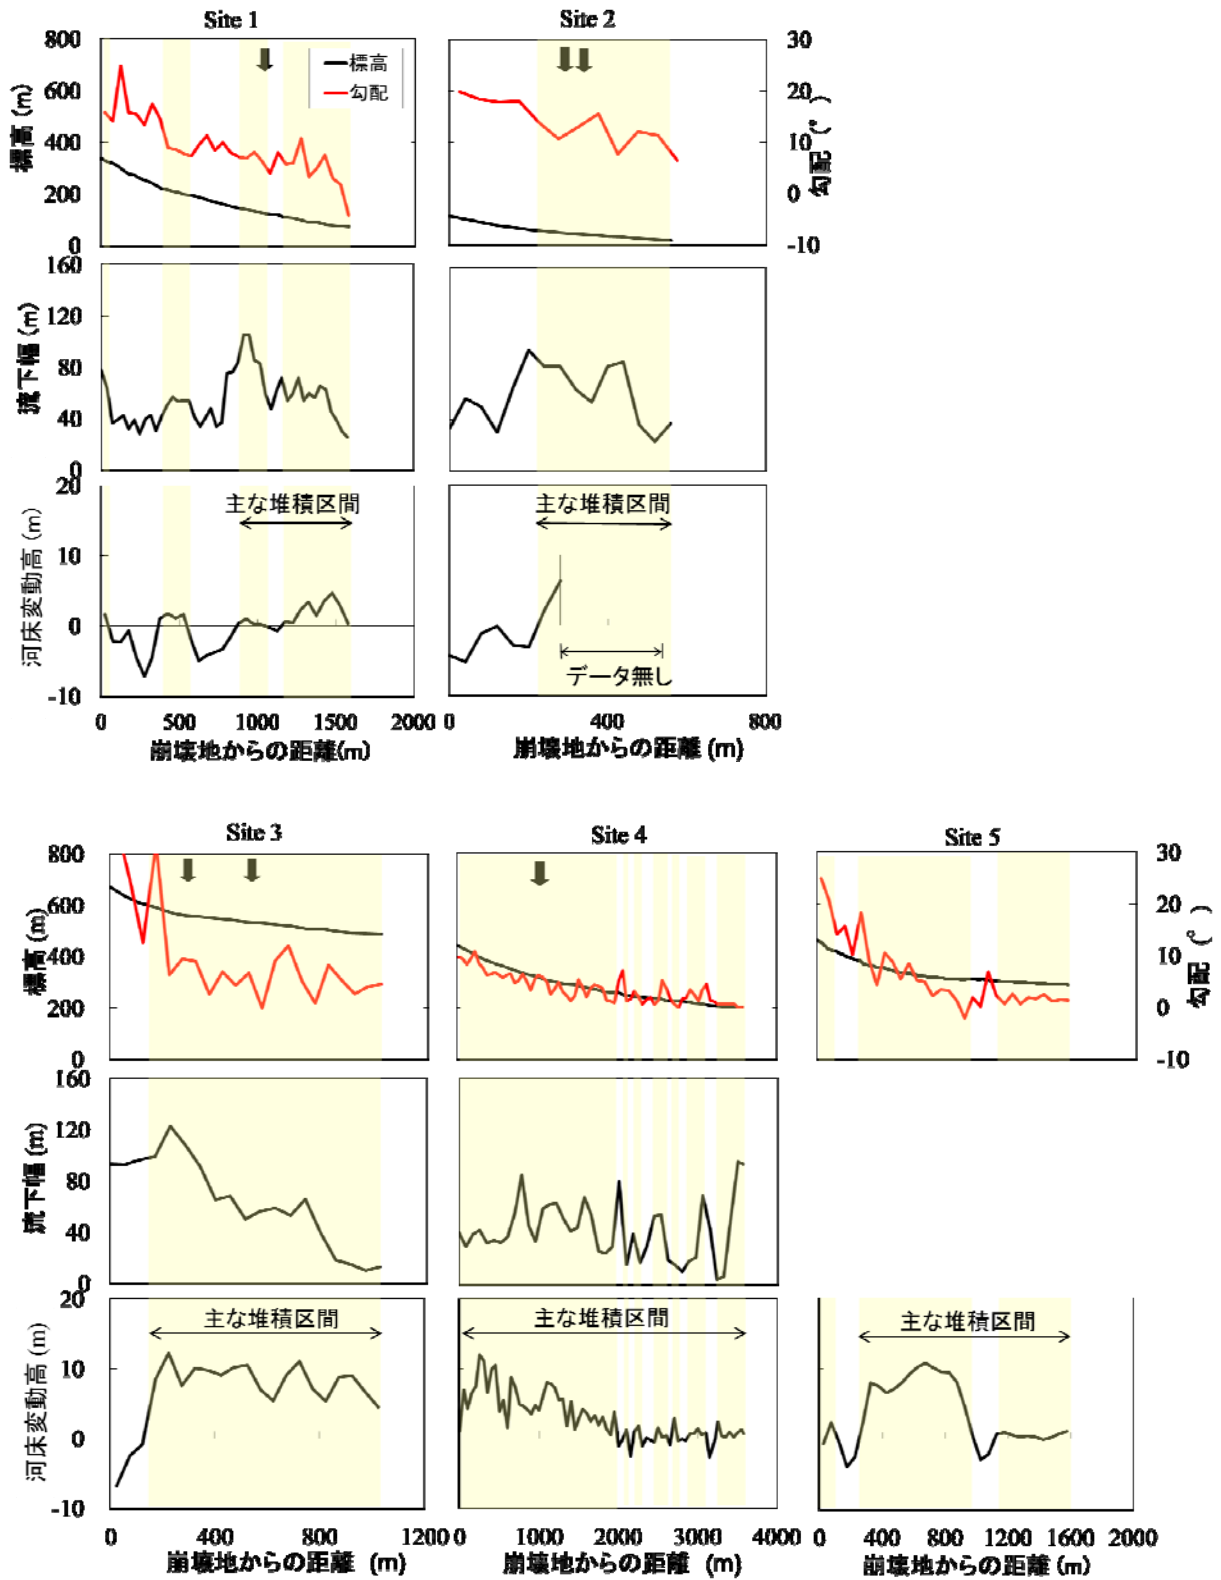 Site 1
Site 2
800
600
400
200
0
標高 (m)
標高
勾配
30
20
10
0
-10
勾配 (°)
160
120
80
40
0
流下幅 (m)
20
10
0
-10
河床変動高 (m)
主な堆積区間
主な堆積区間
データ無し
0 500 1000 1500 2000
0 400 800
崩壊地からの距離(m)
崩壊地からの距離 (m)
Site 3
Site 4
Site 5
800
600
400
200
0
標高 (m)
30
20
10
0
-10
勾配 (°)
160
120
80
40
0
流下幅 (m)
20
10
0
-10
河床変動高 (m)
主な堆積区間
主な堆積区間
主な堆積区間
0 400 800 1200
0 1000 2000 3000 4000
0 400 800 1200 1600 2000
崩壊地からの距離 (m)
崩壊地からの距離 (m)
崩壊地からの距離 (m)